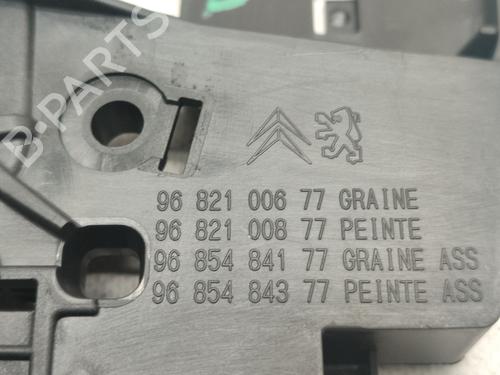 B-PARTS
96 821 006 77 GRAINE
96 821 008 77 PEINTE
96 854 841 77 GRAINE ASS
96 854 843 77 PEINTE ASS